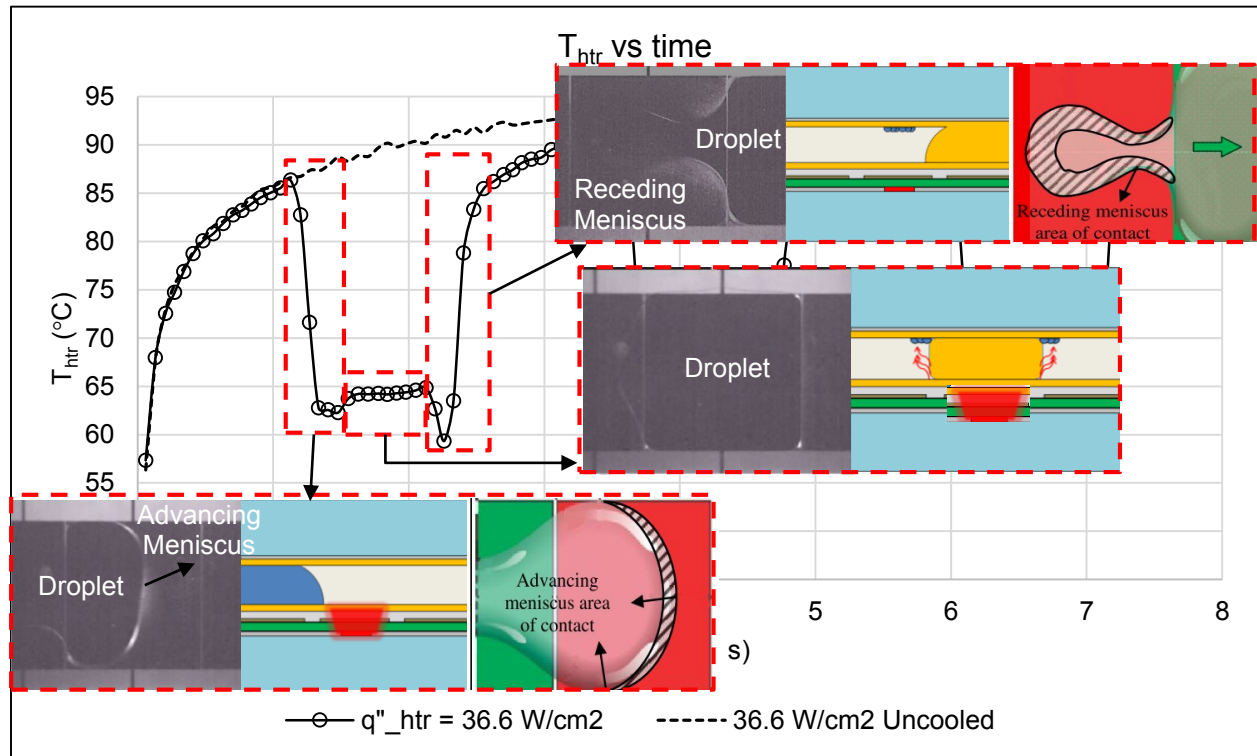 T_htr vs time
95
90
85
80
75
70
65
60
55
T_htr (°C)
Droplet
Receding
Meniscus
Receding meniscus
area of contact
Droplet
Advancing
Meniscus
Droplet
Advancing
meniscus area
of contact
5 6 7 8
s)
q"_htr = 36.6 W/cm2
36.6 W/cm2 Uncooled